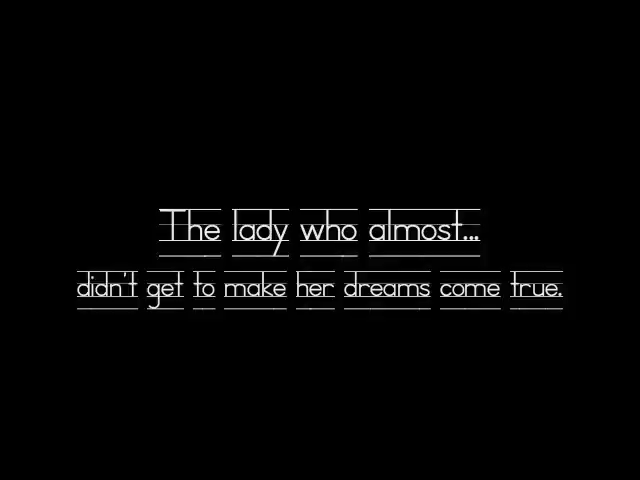 The lady who almost...
didn't get to make her dreams come true.